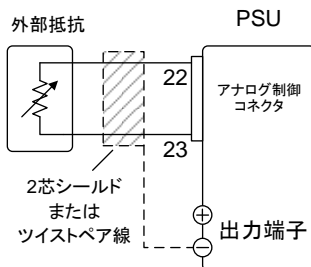 外部抵抗
PSU
22
アナログ制御
コネクタ
23
2芯シールド
または
ツイストペア線
出力端子
+
−